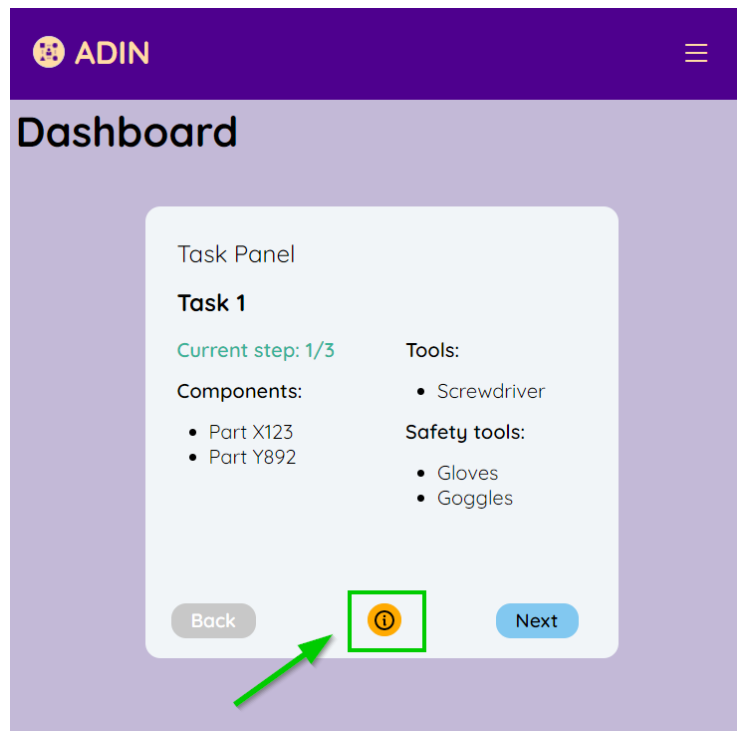 ADIN
Dashboard
Task Panel
Task 1
Current step: 1/3
Components:
Part X123
Part Y892
Tools:
Screwdriver
Safety tools:
Gloves
Goggles
Back
Next